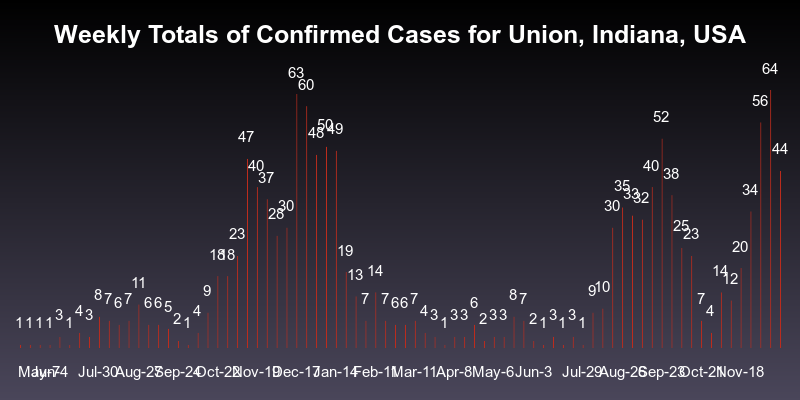 Weekly Totals of Confirmed Cases for Union, Indiana, USA
1 1 1 1 3 1 4 3 8 7 6 7 11 6 6 5 2 1 4 9 18 18 23 47 40 37 28 30 63 60 48 50 49 19 13 7 14 7 6 6 7 4 3 1 3 3 6 2 3 3 8 7 2 1 3 1 3 1 9 10 30 35 33 32 40 52 38 25 23 7 4 14 12 20 34 56 64 44
May-7 Jun-4 Jul-30 Aug-27 Sep-24 Oct-22 Nov-19 Dec-17 Jan-14 Feb-11 Mar-11 Apr-8 May-6 Jun-3 Jul-29 Aug-26 Sep-23 Oct-21 Nov-18